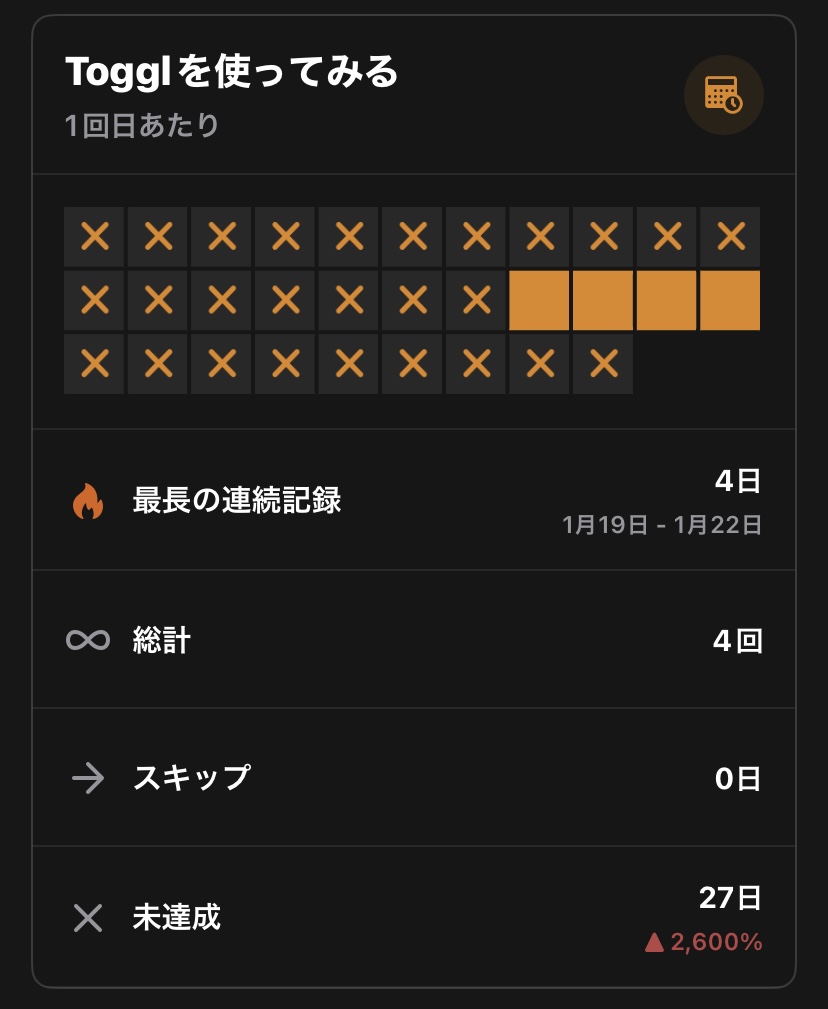 Togglを使ってみる
1回日あたり
最長の連続記録
4日
1月19日 - 1月22日
総計
4回
スキップ
0日
未達成
27日
▲2,600%